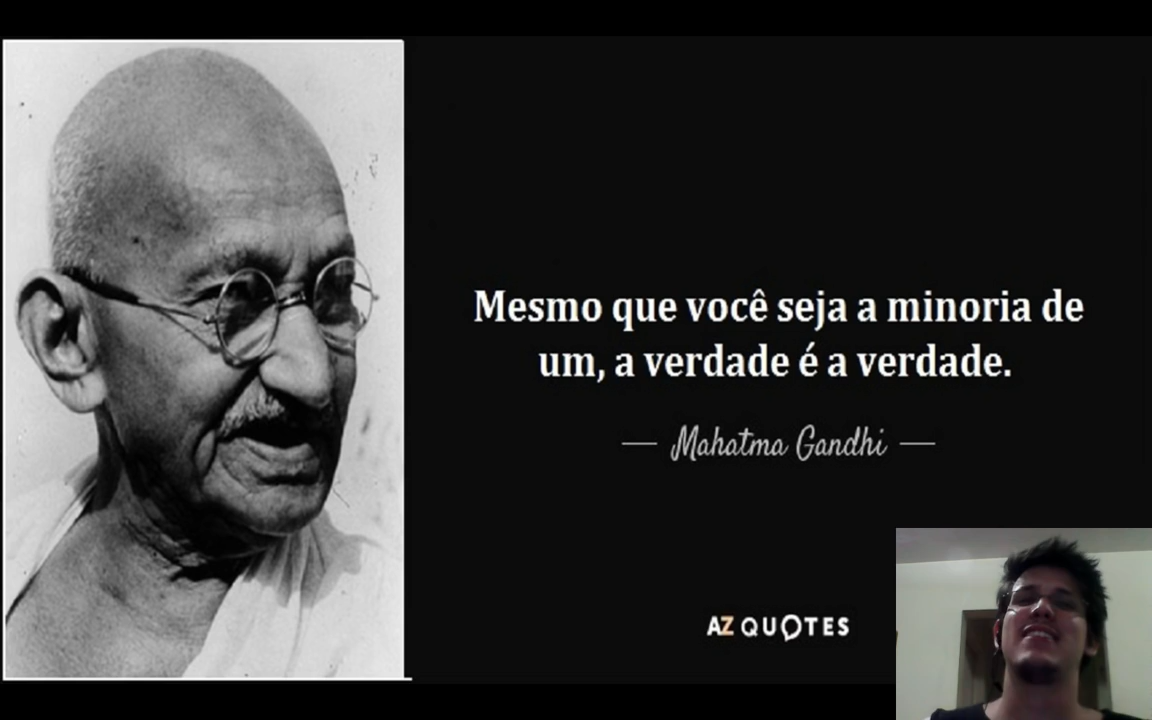 Mesmo que você seja a minoria de
um, a verdade é a verdade.
— Mahatma Gandhi —
AZ QUOTES